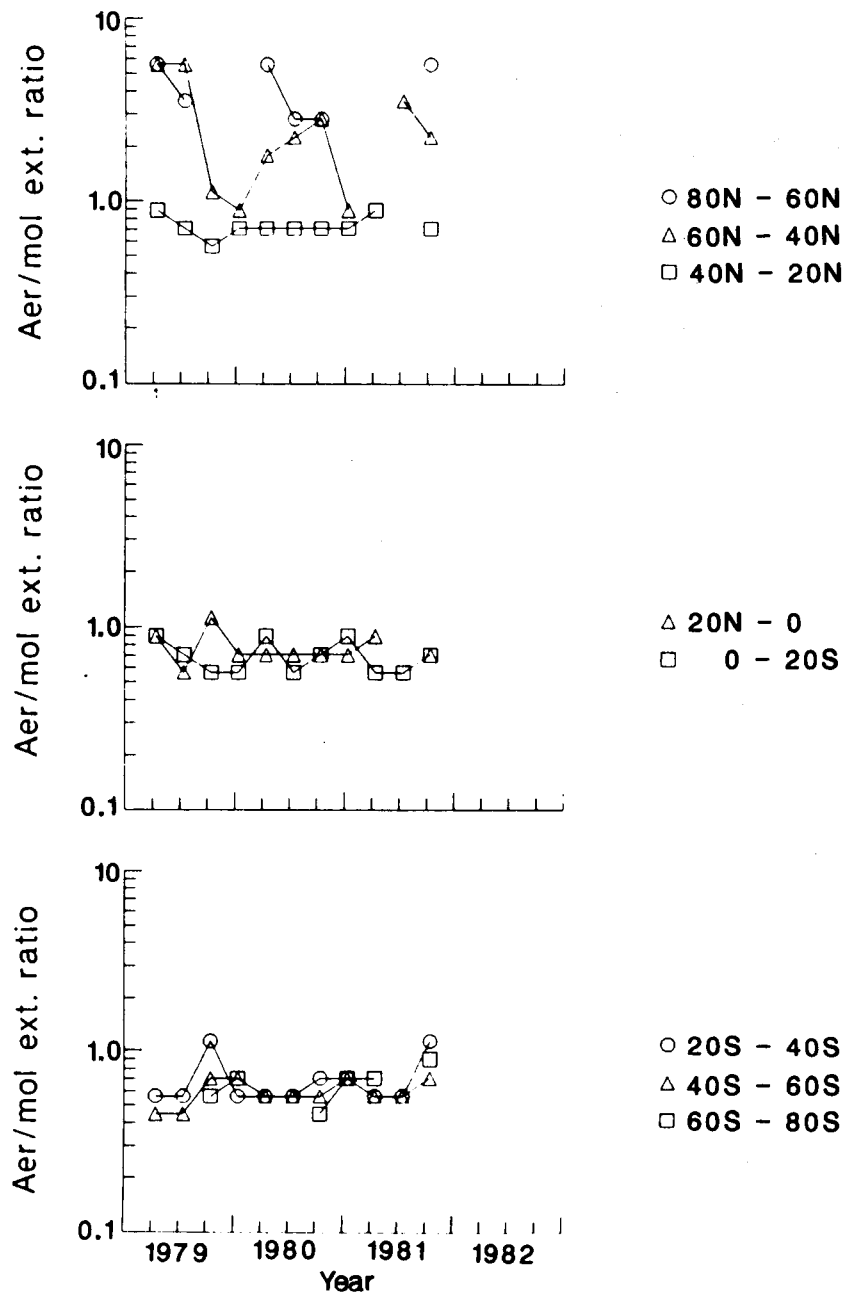 Aer/mol ext. ratio
10
1.0
0.1
80N - 60N
60N - 40N
40N - 20N
Aer/mol ext. ratio
10
1.0
0.1
20N - 0
0 - 20S
Aer/mol ext. ratio
10
1.0
0.1
20S - 40S
40S - 60S
60S - 80S
1979 1980 1981 1982
Year